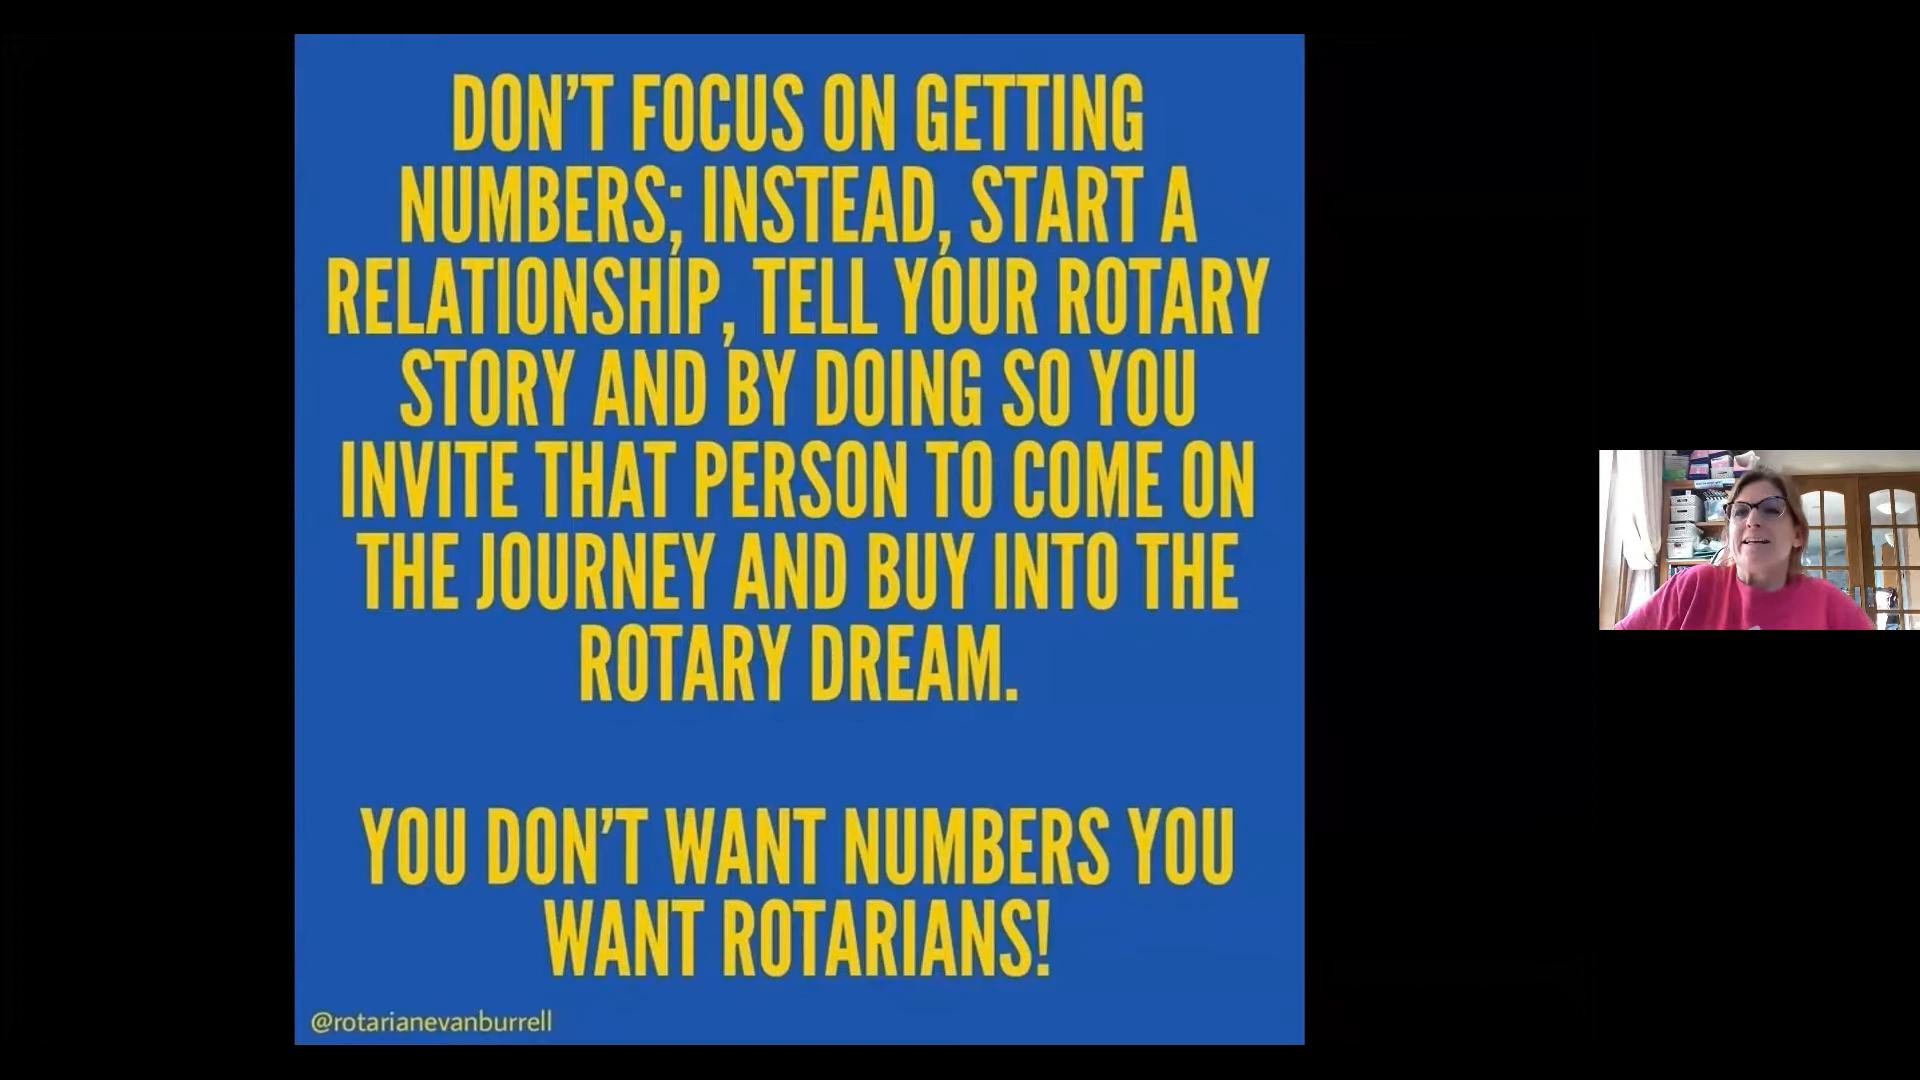 DON'T FOCUS ON GETTING
NUMBERS; INSTEAD, START A
RELATIONSHIP, TELL YOUR ROTARY
STORY AND BY DOING SO YOU
INVITE THAT PERSON TO COME ON
THE JOURNEY AND BUY INTO THE
ROTARY DREAM.
YOU DON'T WANT NUMBERS YOU
WANT ROTARIANS!
@rotarianevanburrell